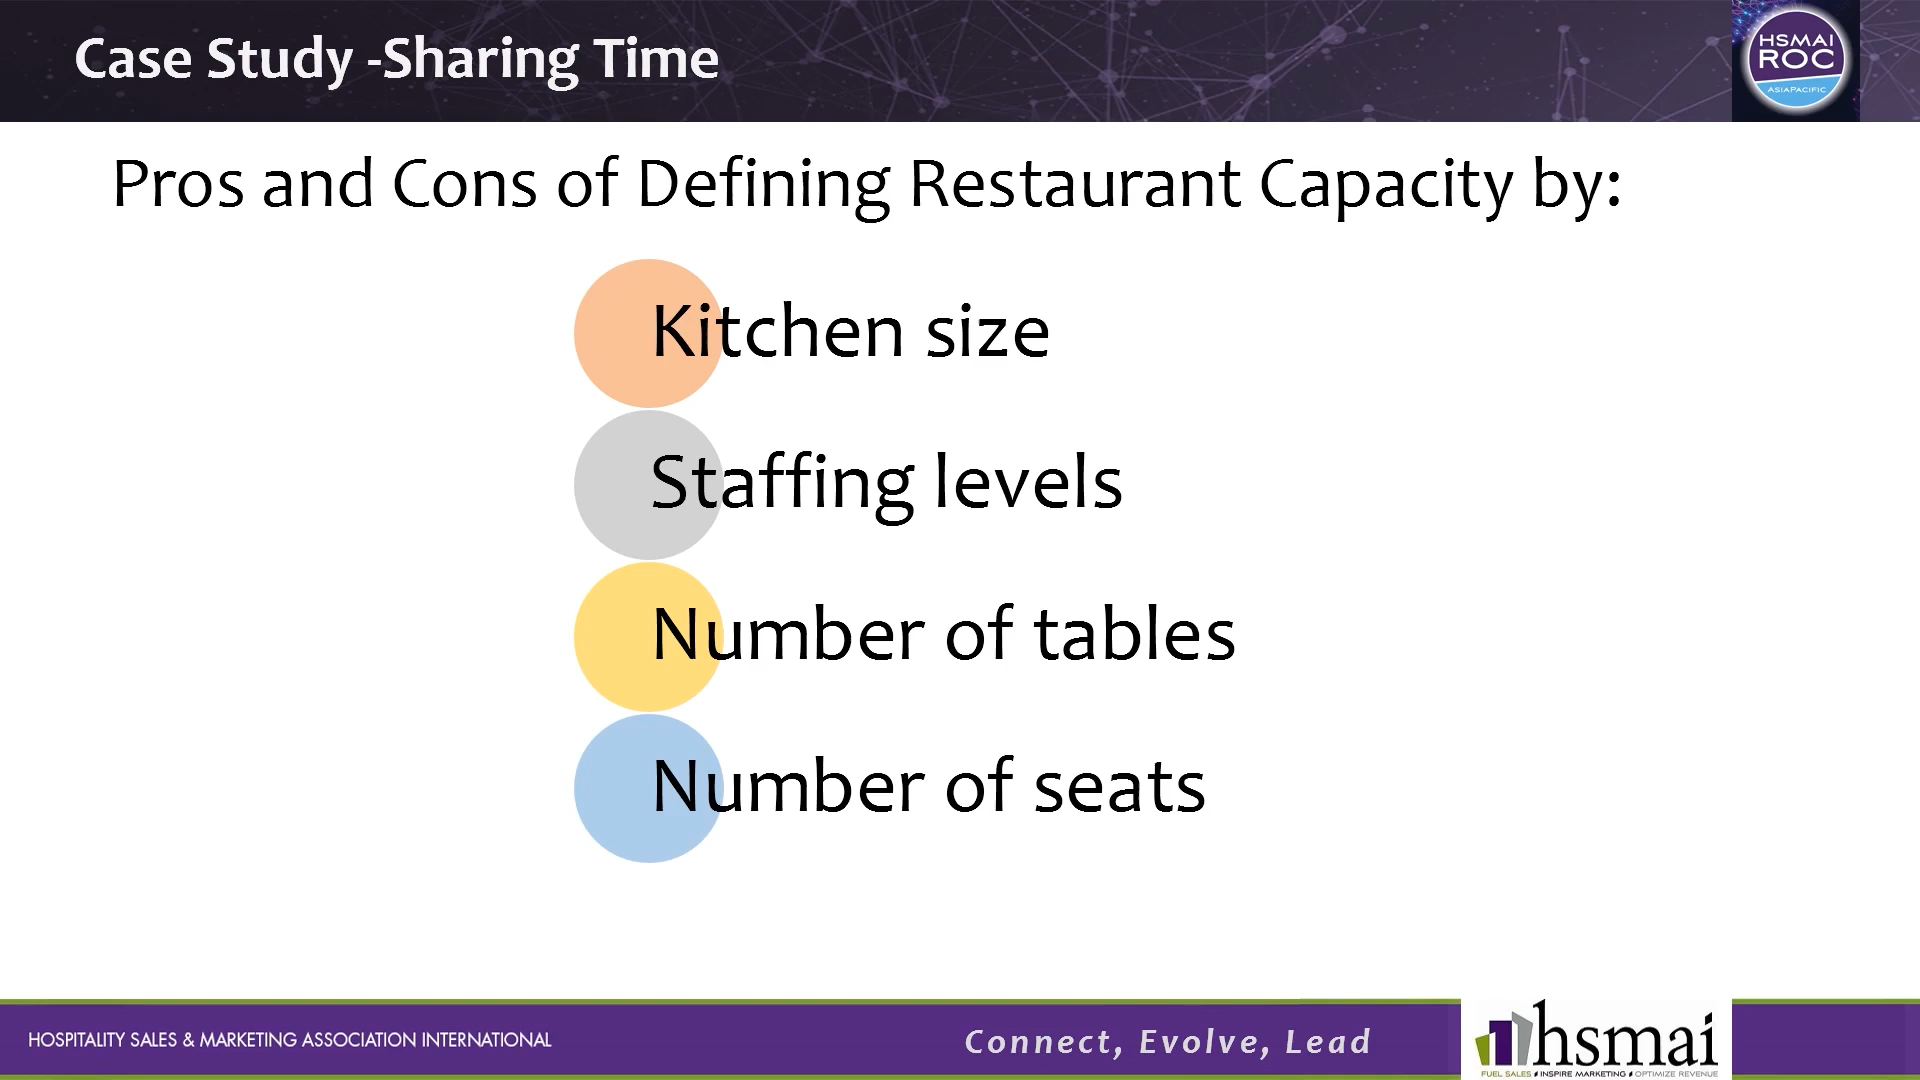 Case Study -Sharing Time
HSMAI
ROC
ASIAPACIFIC
Pros and Cons of Defining Restaurant Capacity by:
Kitchen size
Staffing levels
Number of tables
Number of seats
HOSPITALITY SALES & MARKETING ASSOCIATION INTERNATIONAL
Connect, Evolve, Lead
hsmai
FUEL SALES INSPIRE MARKETING OPTIMIZE REVENUE